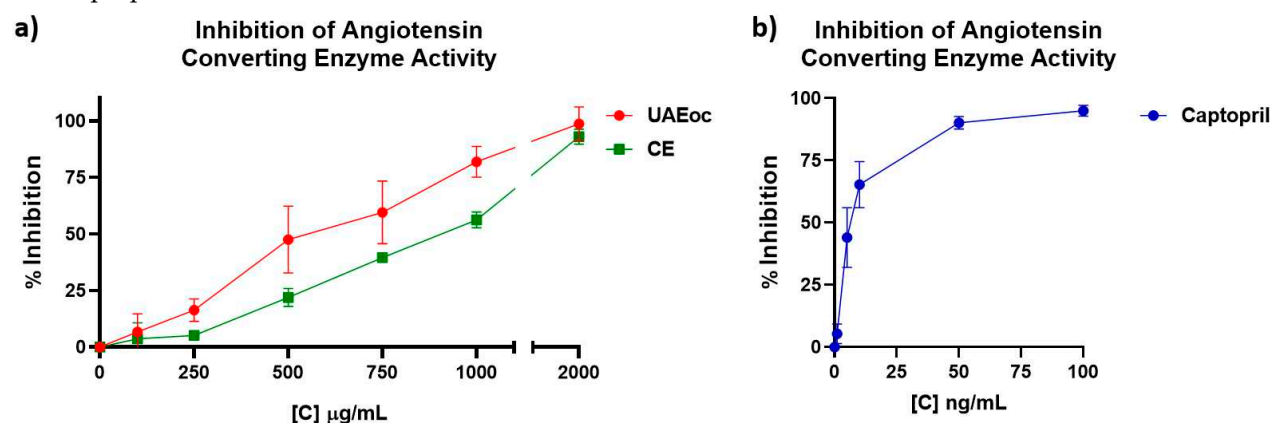 a)
Inhibition of Angiotensin
Converting Enzyme Activity
% Inhibition
100
75
50
25
0
0 250 500 750 1000 2000
[C] μg/mL
UAEoc
CE
b)
Inhibition of Angiotensin
Converting Enzyme Activity
% Inhibition
100
75
50
25
0
0 25 50 75 100
[C] ng/mL
Captopril